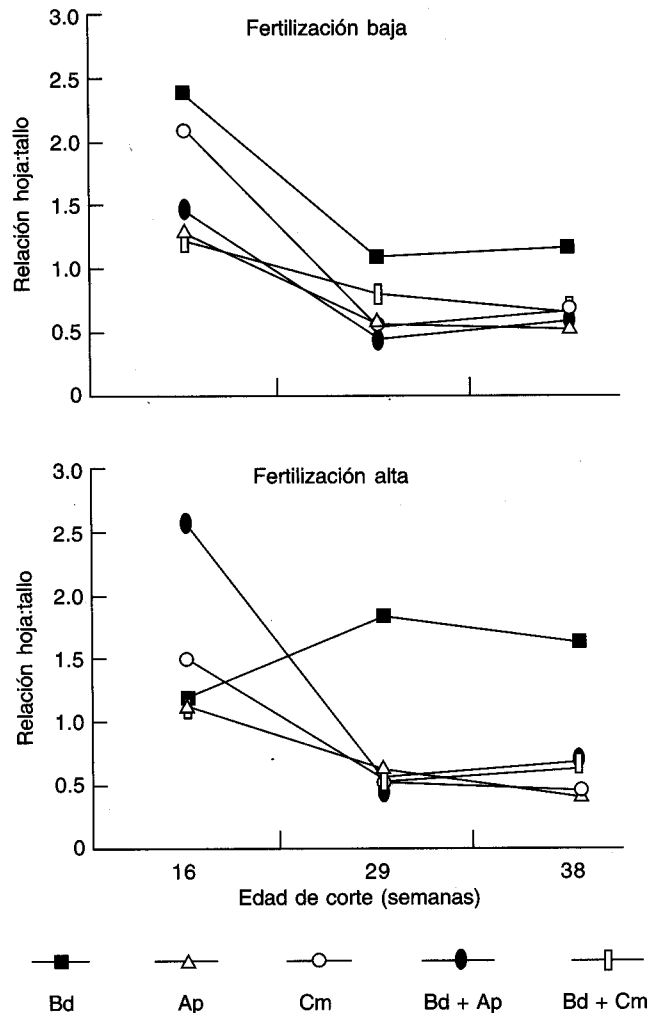 Fertilización baja
3.0
2.5
2.0
1.5
1.0
0.5
0
Relación hoja:tallo
Fertilización alta
3.0
2.5
2.0
1.5
1.0
0.5
0
Relación hoja:tallo
16 29 38
Edad de corte (semanas)
Bd Ap Cm Bd + Ap Bd + Cm